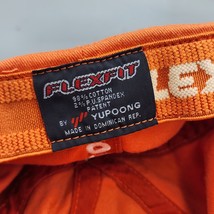 FLEXFIT
98% COTTON
2% P.U. SPANDEX
PATENT
BY YUPOONG
MADE IN DOMINICAN REP.
LEX